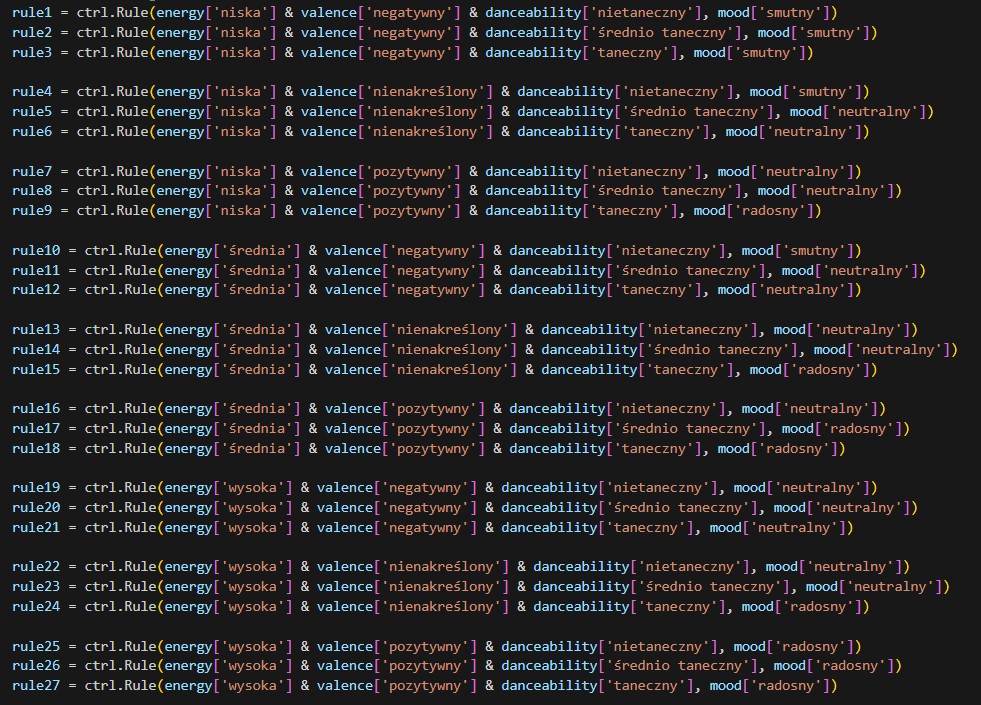 rule1 = ctrl.Rule(energy['niska'] & valence['negatywny'] & danceability['nietaneczny'], mood['smutny'])
rule2 = ctrl.Rule(energy['niska'] & valence['negatywny'] & danceability['średnio taneczny'], mood['smutny'])
rule3 = ctrl.Rule(energy['niska'] & valence['negatywny'] & danceability['taneczny'], mood['smutny'])
rule4 = ctrl.Rule(energy['niska'] & valence['nienakreślony'] & danceability['nietaneczny'], mood['smutny'])
rule5 = ctrl.Rule(energy['niska'] & valence['nienakreślony'] & danceability['średnio taneczny'], mood['neutralny'])
rule6 = ctrl.Rule(energy['niska'] & valence['nienakreślony'] & danceability['taneczny'], mood['neutralny'])
rule7 = ctrl.Rule(energy['niska'] & valence['pozytywny'] & danceability['nietaneczny'], mood['neutralny'])
rule8 = ctrl.Rule(energy['niska'] & valence['pozytywny'] & danceability['średnio taneczny'], mood['neutralny'])
rule9 = ctrl.Rule(energy['niska'] & valence['pozytywny'] & danceability['taneczny'], mood['radosny'])
rule10 = ctrl.Rule(energy['średnia'] & valence['negatywny'] & danceability['nietaneczny'], mood['smutny'])
rule11 = ctrl.Rule(energy['średnia'] & valence['negatywny'] & danceability['średnio taneczny'], mood['neutralny'])
rule12 = ctrl.Rule(energy['średnia'] & valence['negatywny'] & danceability['taneczny'], mood['neutralny'])
rule13 = ctrl.Rule(energy['średnia'] & valence['nienakreślony'] & danceability['nietaneczny'], mood['neutralny'])
rule14 = ctrl.Rule(energy['średnia'] & valence['nienakreślony'] & danceability['średnio taneczny'], mood['neutralny'])
rule15 = ctrl.Rule(energy['średnia'] & valence['nienakreślony'] & danceability['taneczny'], mood['radosny'])
rule16 = ctrl.Rule(energy['średnia'] & valence['pozytywny'] & danceability['nietaneczny'], mood['neutralny'])
rule17 = ctrl.Rule(energy['średnia'] & valence['pozytywny'] & danceability['średnio taneczny'], mood['radosny'])
rule18 = ctrl.Rule(energy['średnia'] & valence['pozytywny'] & danceability['taneczny'], mood['radosny'])
rule19 = ctrl.Rule(energy['wysoka'] & valence['negatywny'] & danceability['nietaneczny'], mood['neutralny'])
rule20 = ctrl.Rule(energy['wysoka'] & valence['negatywny'] & danceability['średnio taneczny'], mood['neutralny'])
rule21 = ctrl.Rule(energy['wysoka'] & valence['negatywny'] & danceability['taneczny'], mood['neutralny'])
rule22 = ctrl.Rule(energy['wysoka'] & valence['nienakreślony'] & danceability['nietaneczny'], mood['neutralny'])
rule23 = ctrl.Rule(energy['wysoka'] & valence['nienakreślony'] & danceability['średnio taneczny'], mood['neutralny'])
rule24 = ctrl.Rule(energy['wysoka'] & valence['nienakreślony'] & danceability['taneczny'], mood['radosny'])
rule25 = ctrl.Rule(energy['wysoka'] & valence['pozytywny'] & danceability['nietaneczny'], mood['radosny'])
rule26 = ctrl.Rule(energy['wysoka'] & valence['pozytywny'] & danceability['średnio taneczny'], mood['radosny'])
rule27 = ctrl.Rule(energy['wysoka'] & valence['pozytywny'] & danceability['taneczny'], mood['radosny'])